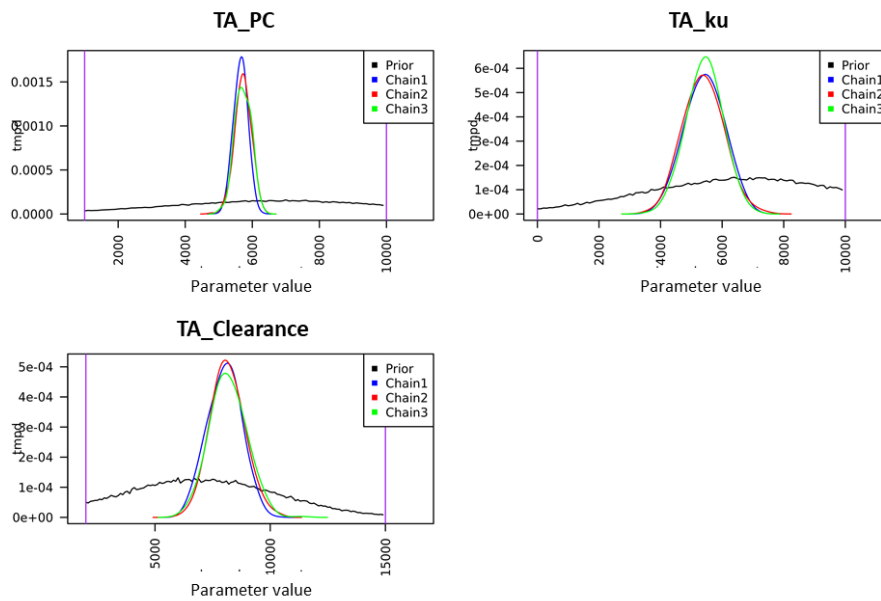 TA_PC
Prior
Chain1
Chain2
Chain3
tmpd
0.0015
0.0010
0.0005
0.0000
2000
4000
6000
8000
10000
Parameter value
TA_ku
Prior
Chain1
Chain2
Chain3
tmpd
6e-04
5e-04
4e-04
3e-04
2e-04
1e-04
0e+00
0
2000
4000
6000
8000
10000
Parameter value
TA_Clearance
Prior
Chain1
Chain2
Chain3
tmpd
5e-04
4e-04
3e-04
2e-04
1e-04
0e+00
5000
10000
15000
Parameter value